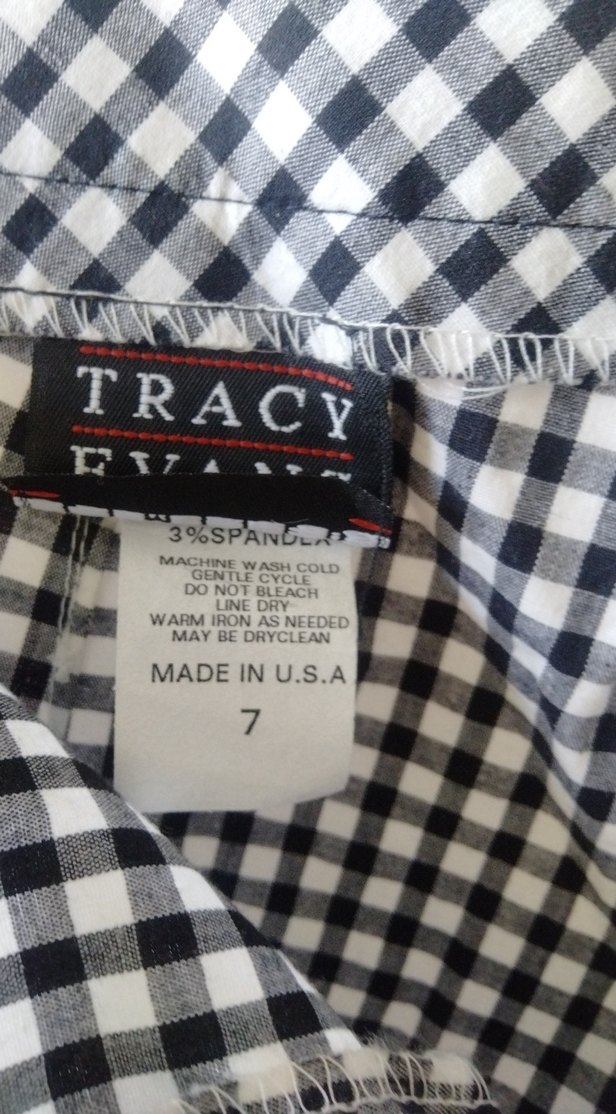 TRACY
EVANS
3%SPANDEX
MACHINE WASH COLD
GENTLE CYCLE
DO NOT BLEACH
LINE DRY
WARM IRON AS NEEDED
MAY BE DRYCLEAN
MADE IN U.S.A
7